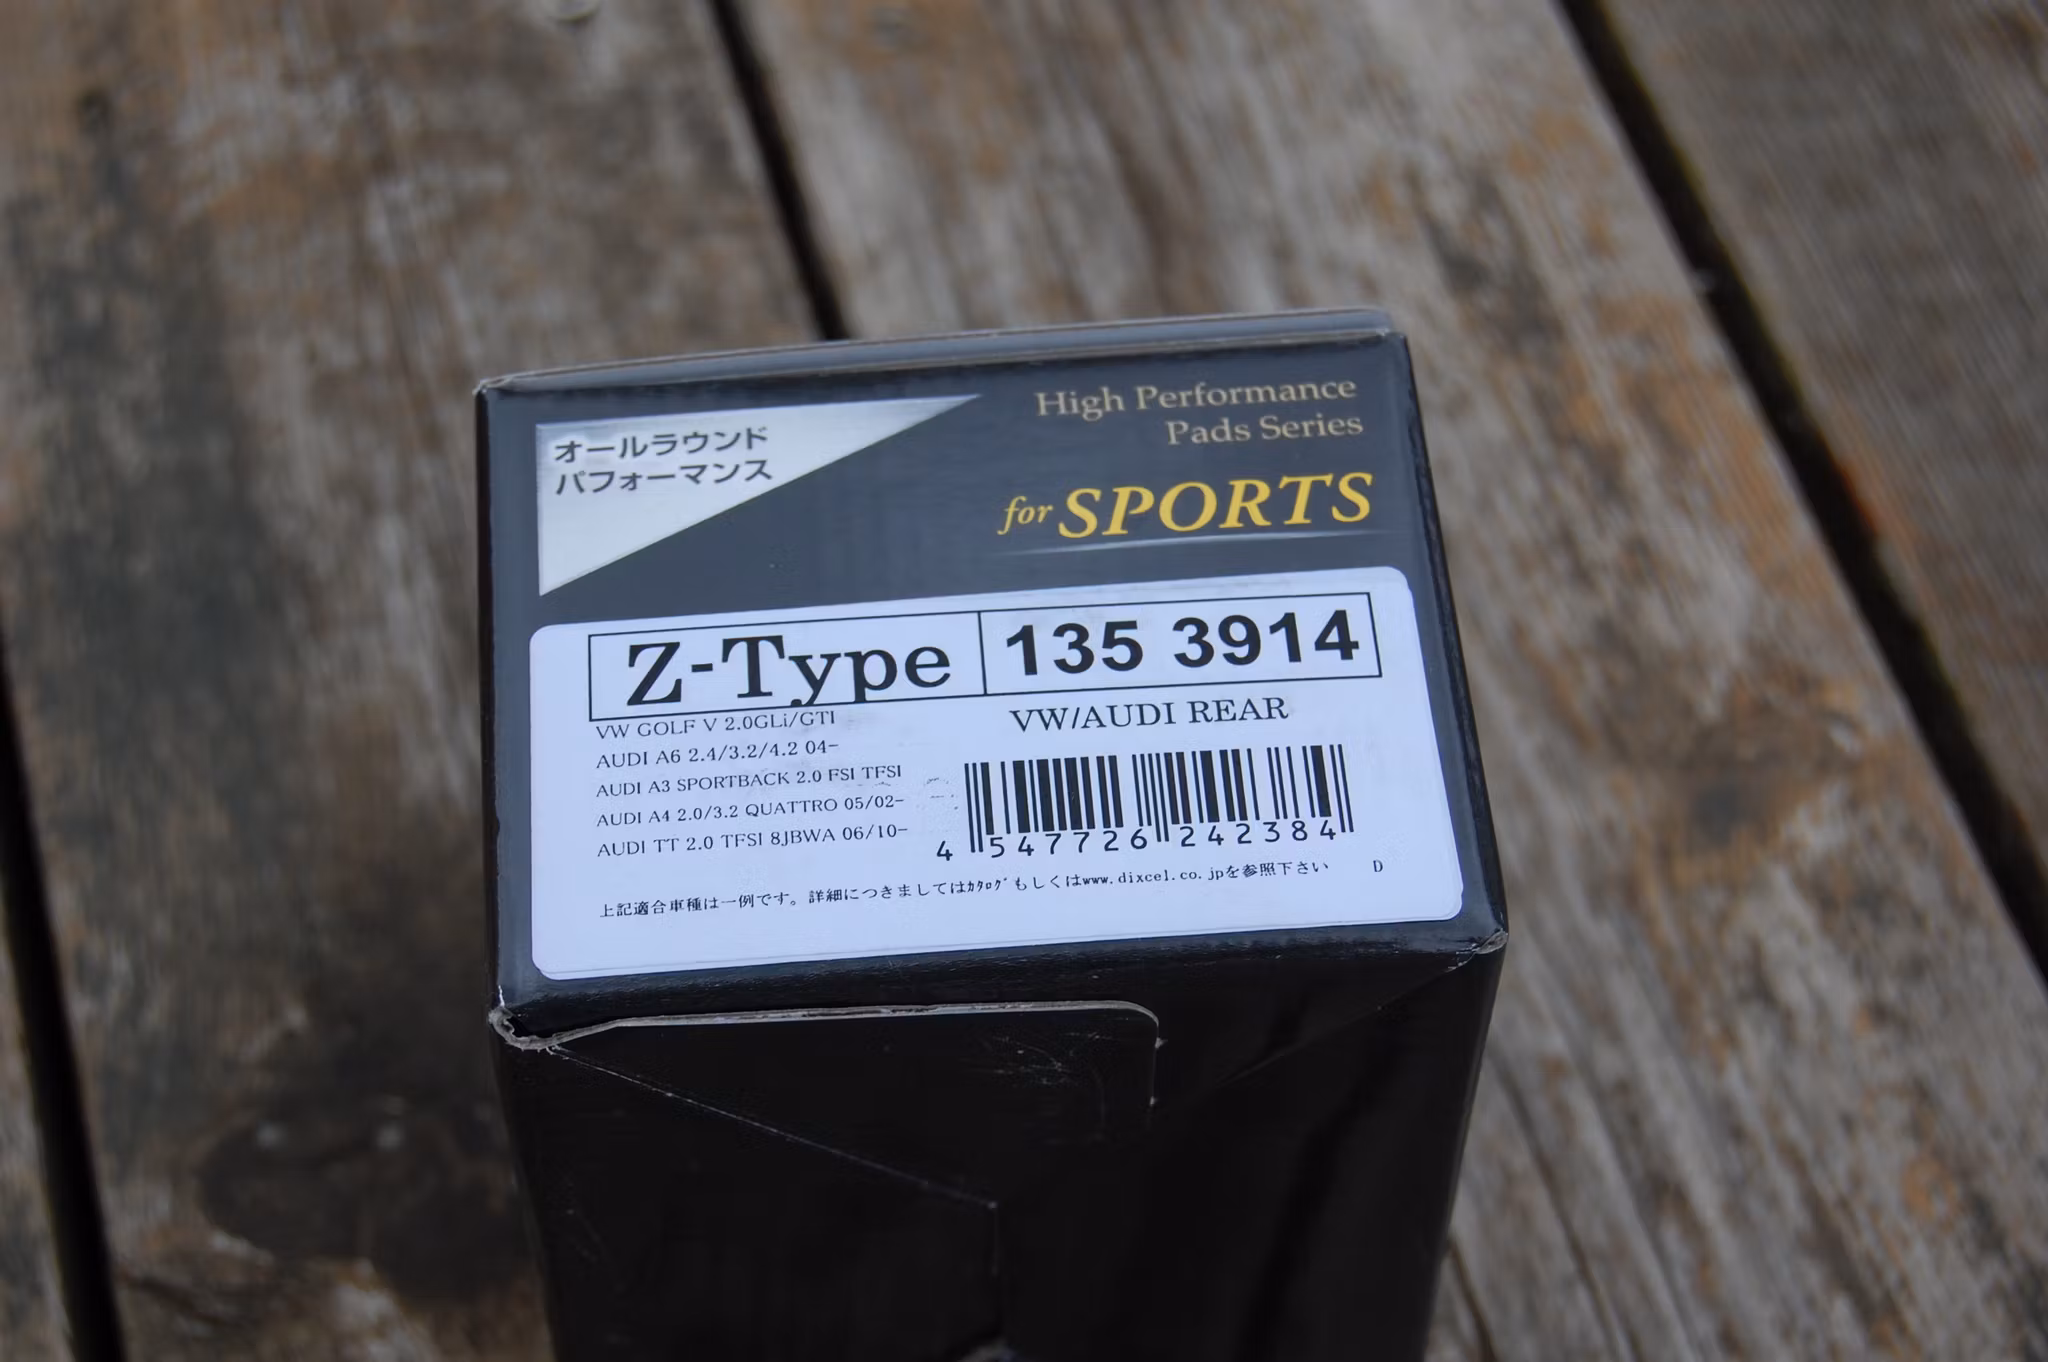 オールラウンド
パフォーマンス
High Performance
Pads Series
for SPORTS
Z-Type
135 3914
VW GOLF V 2.0GLi/GTI
AUDI A6 2.4/3.2/4.2 04-
AUDI A3 SPORTBACK 2.0 FSI TFSI
AUDI A4 2.0/3.2 QUATTRO 05/02-
AUDI TT 2.0 TFSI 8JBWA 06/10-
VW/AUDI REAR
4 547726 242384
上記適合車種は一例です。詳細につきましてはｶﾀﾛｸﾞもしくはwww.dixcel.co.jpを参照下さい
D